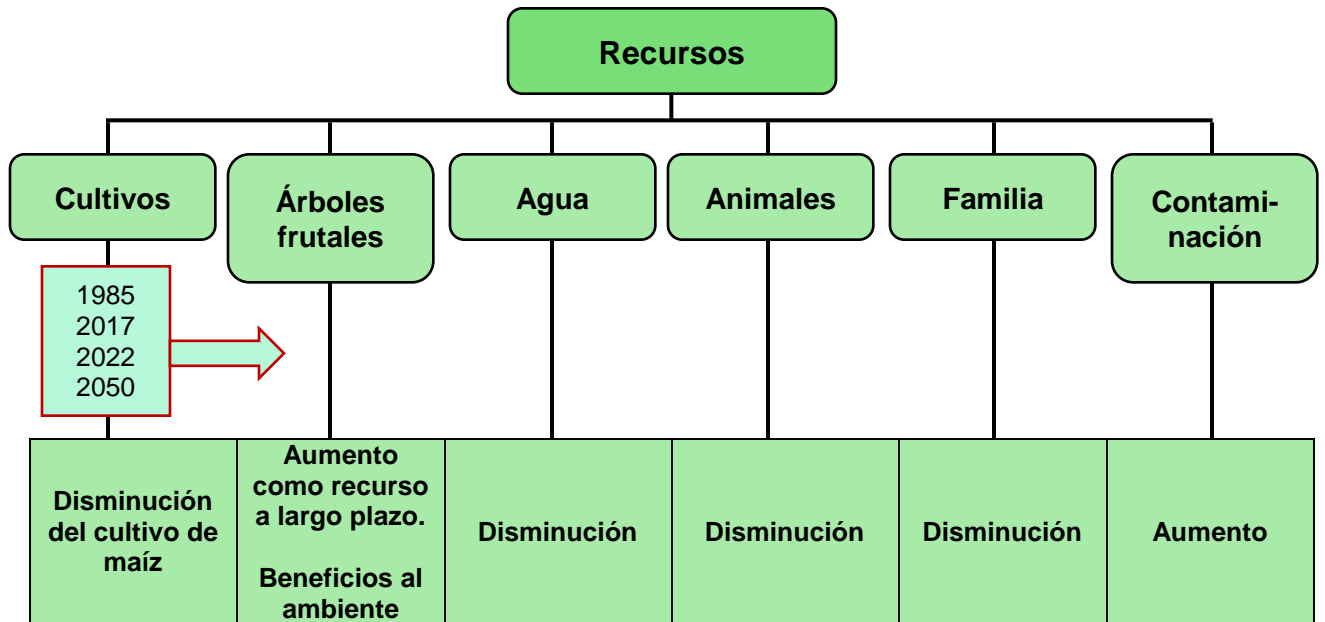 Recursos
Cultivos
Árboles
frutales
Agua
Animales
Familia
Contami-
nación
1985
2017
2022
2050
Disminución
del cultivo de
maíz
Aumento
como recurso
a largo plazo.
Beneficios al
ambiente
Disminución
Disminución
Disminución
Aumento